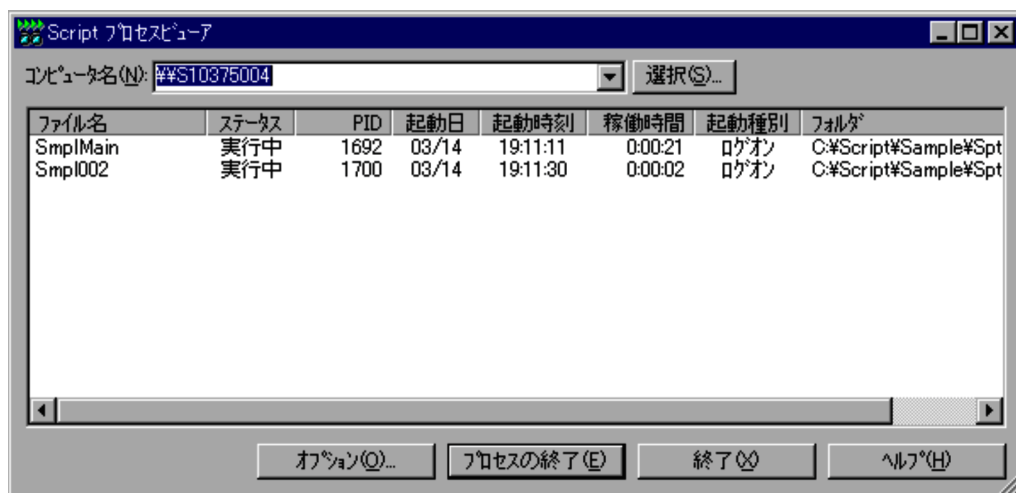 Script ﾌﾟﾛｾｽﾋﾞｭｰｱ
ｺﾝﾋﾟｭｰﾀ名(N): ¥¥S10375004 選択(S)...
ﾌｧｲﾙ名 ｽﾃｰﾀｽ PID 起動日 起動時刻 稼働時間 起動種別 ﾌｫﾙﾀﾞ
SmplMain 実行中 1692 03/14 19:11:11 0:00:21 ﾛｸﾞｵﾝ C:¥Script¥Sample¥Spt
Smpl002 実行中 1700 03/14 19:11:30 0:00:02 ﾛｸﾞｵﾝ C:¥Script¥Sample¥Spt
ｵﾌﾟｼｮﾝ(O)... ﾌﾟﾛｾｽの終了(E) 終了(X) ﾍﾙﾌﾟ(H)